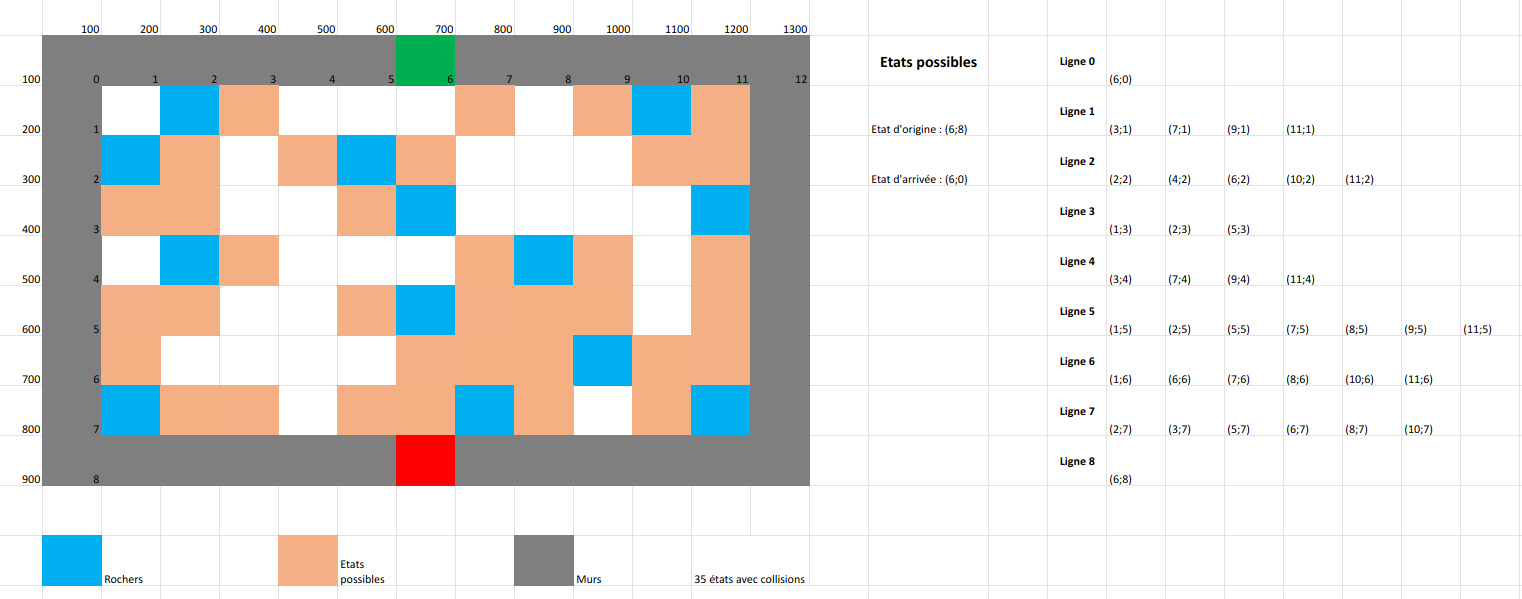 100 200 300 400 500 600 700 800 900 1000 1100 1200 1300
Etats possibles Ligne 0
100 0 1 2 3 4 5 6 7 8 9 10 11 12 (6;0)
Ligne 1
200 1 Etat d'origine : (6;8) (3;1) (7;1) (9;1) (11;1)
Ligne 2
300 2 Etat d'arrivée : (6;0) (2;2) (4;2) (6;2) (10;2) (11;2)
Ligne 3
400 3 (1;3) (2;3) (5;3)
Ligne 4
500 4 (3;4) (7;4) (9;4) (11;4)
Ligne 5
600 5 (1;5) (2;5) (5;5) (7;5) (8;5) (9;5) (11;5)
Ligne 6
700 6 (1;6) (6;6) (7;6) (8;6) (10;6) (11;6)
Ligne 7
800 7 (2;7) (3;7) (5;7) (6;7) (8;7) (10;7)
Ligne 8
900 8 (6;8)
Rochers
Etats
possibles
Murs
35 états avec collisions